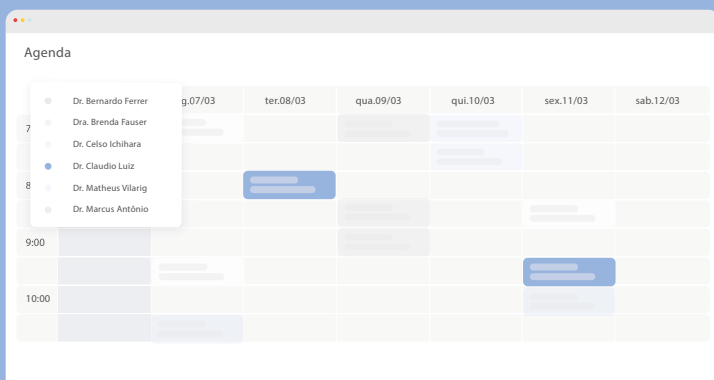 Agenda
g.07/03 ter.08/03 qua.09/03 qui.10/03 sex.11/03 sab.12/03
Dr. Bernardo Ferrer
Dra. Brenda Fauser
7
Dr. Celso Ichihara
Dr. Claudio Luiz
8
Dr. Matheus Vilarig
Dr. Marcus Antônio
9:00
10:00